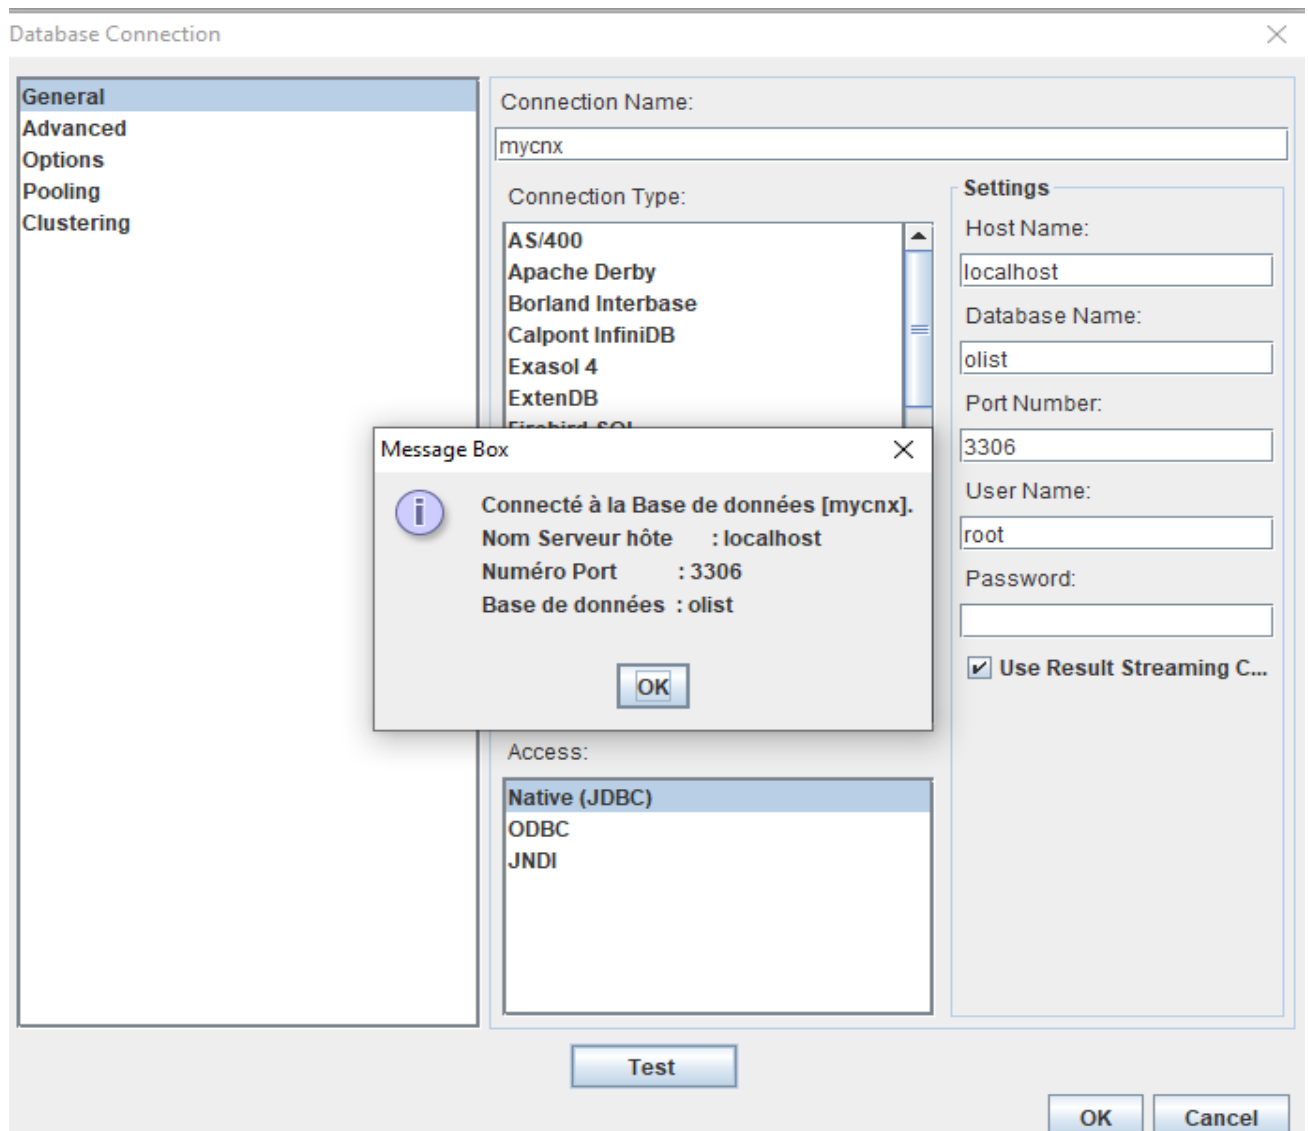 Database Connection
General
Advanced
Options
Pooling
Clustering
Connection Name:
mycnx
Connection Type:
AS/400
Apache Derby
Borland Interbase
Calpont InfiniDB
Exasol 4
ExtenDB
Firebird SQL
Settings
Host Name:
localhost
Database Name:
olist
Port Number:
3306
User Name:
root
Password:
Use Result Streaming C...
Message Box
Connecté à la Base de données [mycnx].
Nom Serveur hôte : localhost
Numéro Port : 3306
Base de données : olist
OK
Access:
Native (JDBC)
ODBC
JNDI
Test
OK
Cancel